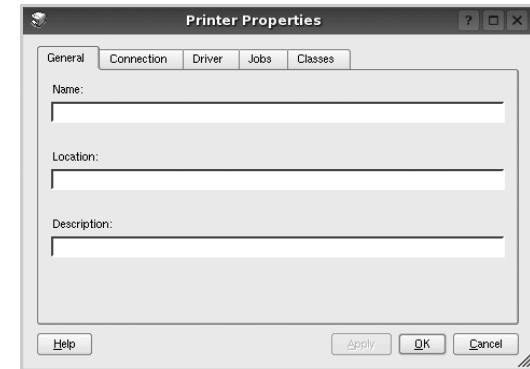 Printer Properties
General Connection Driver Jobs Classes
Name:
Location:
Description:
Help Apply OK Cancel